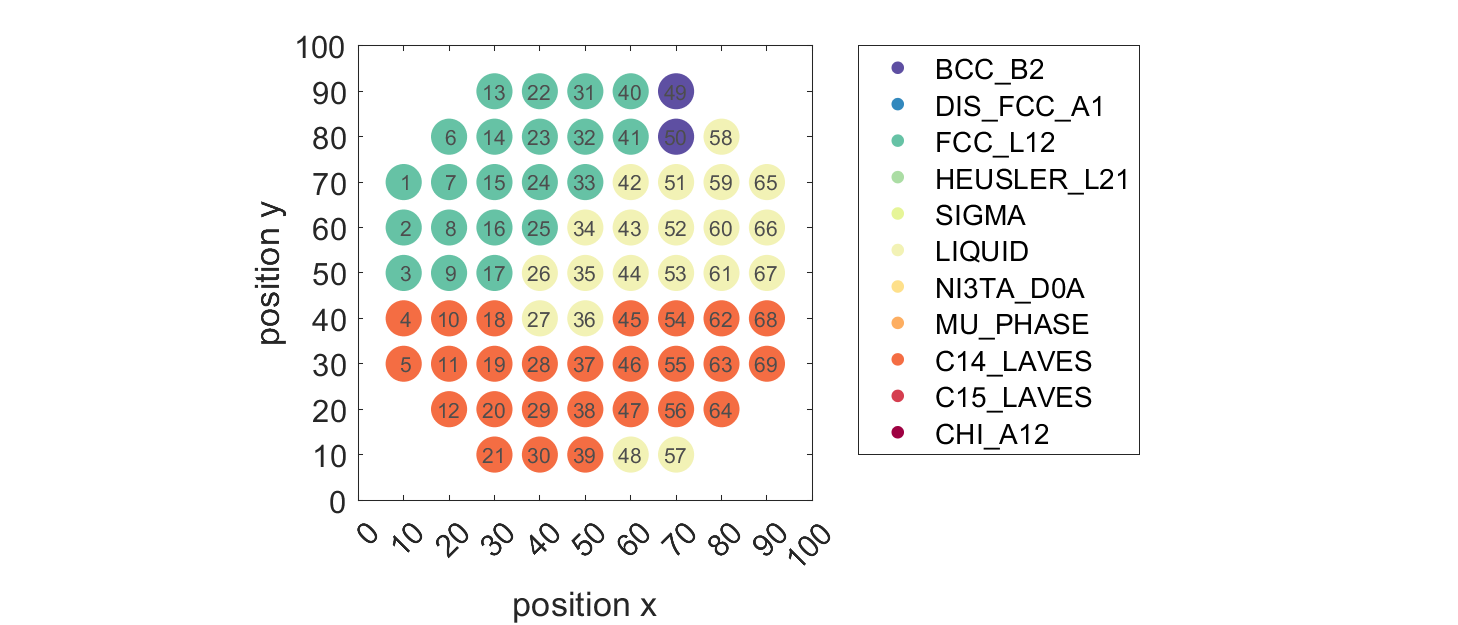 100
90 13 22 31 40 49
80 6 14 23 32 41 50 58
70 1 7 15 24 33 42 51 59 65
60 2 8 16 25 34 43 52 60 66
50 3 9 17 26 35 44 53 61 67
40 4 10 18 27 36 45 54 62 68
30 5 11 19 28 37 46 55 63 69
20 12 20 29 38 47 56 64
10 21 30 39 48 57
0
0 10 20 30 40 50 60 70 80 90 100
position x
position y
BCC_B2
DIS_FCC_A1
FCC_L12
HEUSLER_L21
SIGMA
LIQUID
NI3TA_D0A
MU_PHASE
C14_LAVES
C15_LAVES
CHI_A12